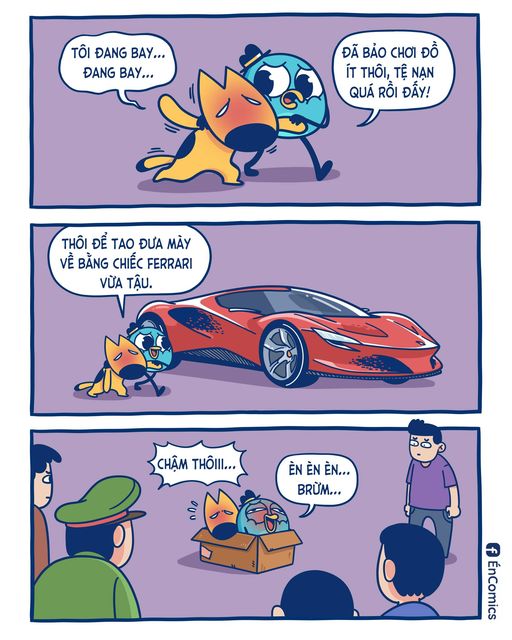 TÔI ĐANG BAY...
ĐANG BAY...
ĐÃ BẢO CHƠI ĐỒ
ÍT THÔI, TỆ NẠN
QUÁ RỒI ĐẤY!
THÔI ĐỂ TAO ĐƯA MÀY
VỀ BẰNG CHIẾC FERRARI
VỪA TẬU.
CHẬM THÔIII...
ÈN ÈN ÈN...
BRỪM...
ÉnComics